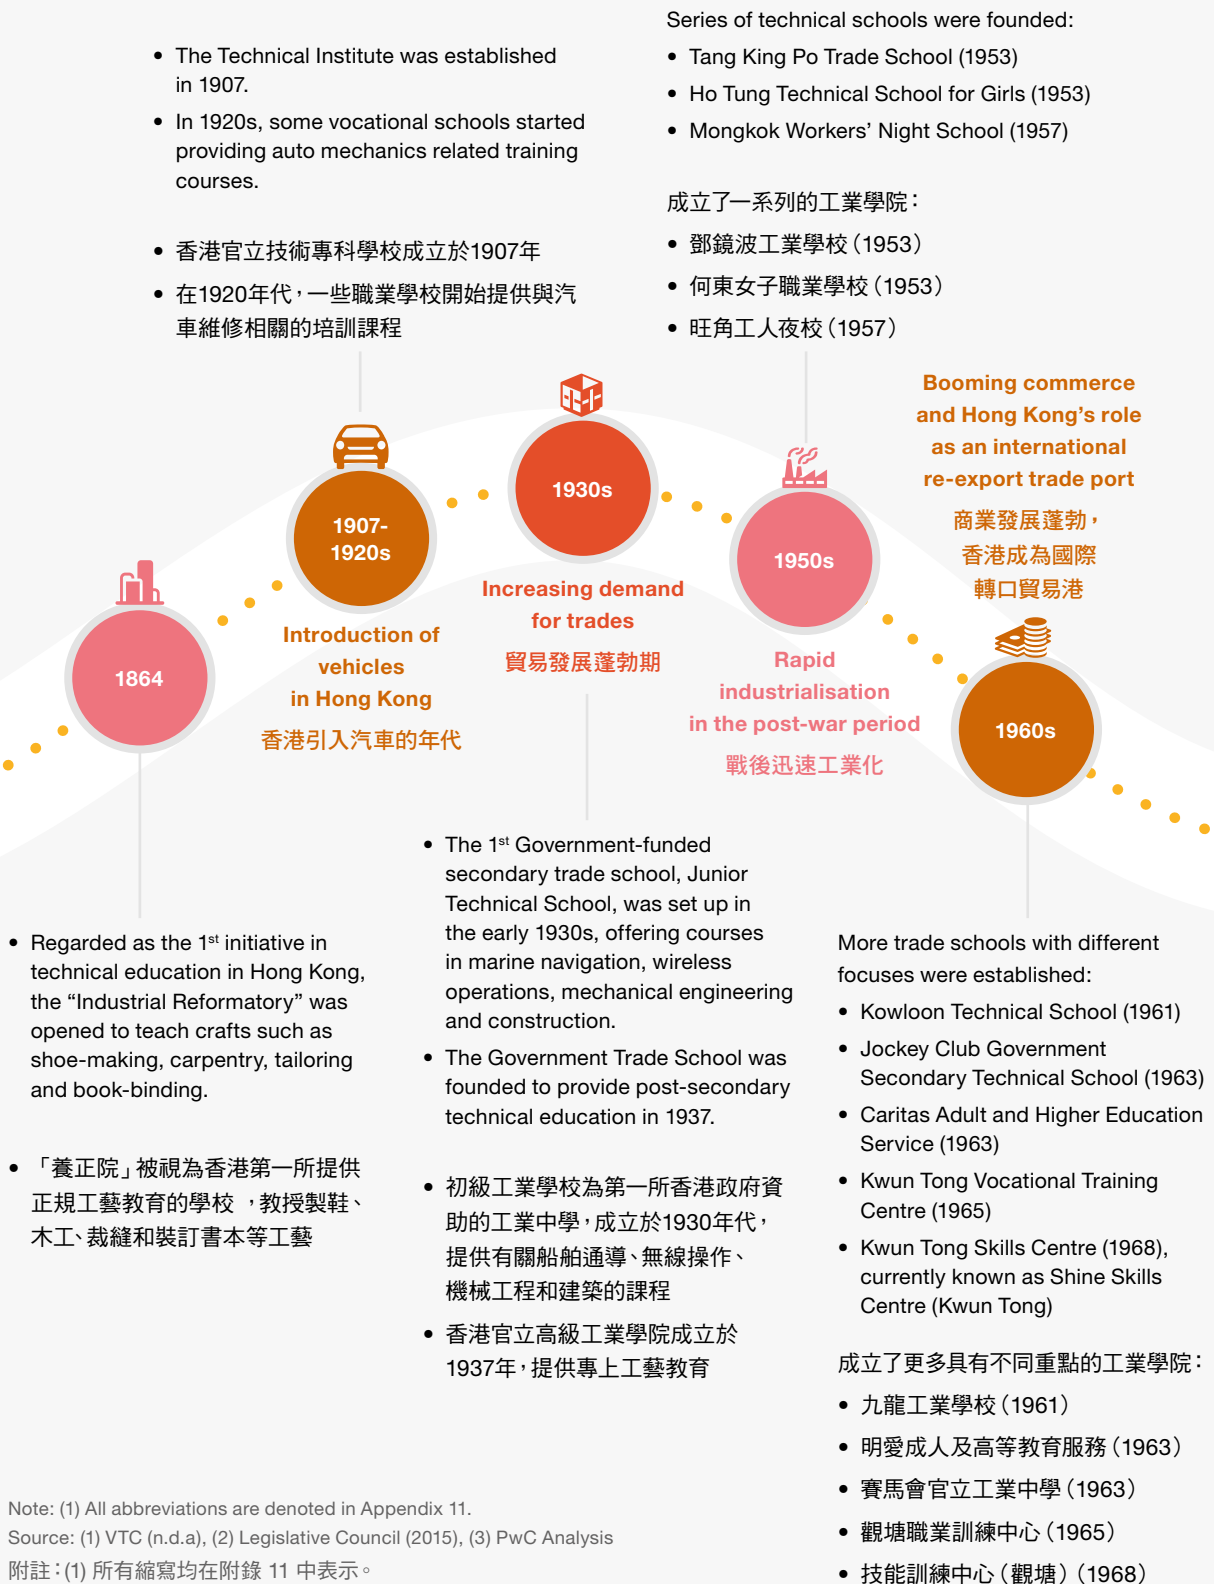 • The Technical Institute was established
in 1907.
• In 1920s, some vocational schools started
providing auto mechanics related training
courses.
• 香港官立技術專科學校成立於1907年
• 在1920年代，一些職業學校開始提供與汽
車維修相關的培訓課程
Series of technical schools were founded:
• Tang King Po Trade School (1953)
• Ho Tung Technical School for Girls (1953)
• Mongkok Workers’ Night School (1957)
成立了一系列的工業學院：
• 鄧鏡波工業學校（1953）
• 何東女子職業學校（1953）
• 旺角工人夜校（1957）
1864
1907-
1920s
Introduction of
vehicles
in Hong Kong
香港引入汽車的年代
1930s
Increasing demand
for trades
貿易發展蓬勃期
1950s
Rapid
industrialisation
in the post-war period
戰後迅速工業化
Booming commerce
and Hong Kong’s role
as an international
re-export trade port
商業發展蓬勃，
香港成為國際
轉口貿易港
1960s
• Regarded as the 1st initiative in
technical education in Hong Kong,
the “Industrial Reformatory” was
opened to teach crafts such as
shoe-making, carpentry, tailoring
and book-binding.
• 「養正院」被視為香港第一所提供
正規工藝教育的學校 ，教授製鞋、
木工、裁縫和裝訂書本等工藝
• The 1st Government-funded
secondary trade school, Junior
Technical School, was set up in
the early 1930s, offering courses
in marine navigation, wireless
operations, mechanical engineering
and construction.
• The Government Trade School was
founded to provide post-secondary
technical education in 1937.
• 初級工業學校為第一所香港政府資
助的工業中學，成立於1930年代，
提供有關船舶通導、無線操作、
機械工程和建築的課程
• 香港官立高級工業學院成立於
1937年，提供專上工藝教育
More trade schools with different
focuses were established:
• Kowloon Technical School (1961)
• Jockey Club Government
Secondary Technical School (1963)
• Caritas Adult and Higher Education
Service (1963)
• Kwun Tong Vocational Training
Centre (1965)
• Kwun Tong Skills Centre (1968),
currently known as Shine Skills
Centre (Kwun Tong)
成立了更多具有不同重點的工業學院：
• 九龍工業學校（1961）
• 明愛成人及高等教育服務（1963）
• 賽馬會官立工業中學（1963）
• 觀塘職業訓練中心（1965）
• 技能訓練中心（觀塘）（1968）
Note: (1) All abbreviations are denoted in Appendix 11.
Source: (1) VTC (n.d.a), (2) Legislative Council (2015), (3) PwC Analysis
附註：(1) 所有縮寫均在附錄 11 中表示。